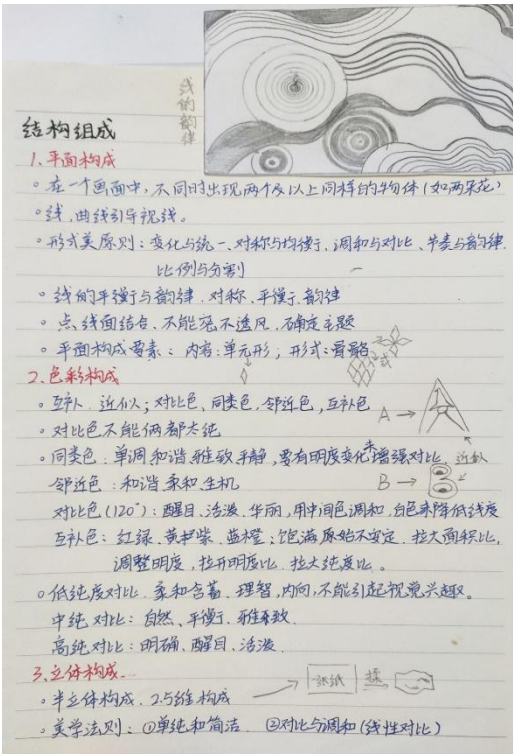 线的韵律
结构组成
1.平面构成
。在一个画面中,不同时出现两个及以上同样的物体(如两朵花)
。线,曲线引导视线。
。形式美原则:变化与统一、对称与均衡、调和与对比、节奏与韵律、
比例与分割
。线的平衡与韵律.对称、平衡、韵律
。点、线面结合、不能密不透风、确定主题
。平面构成要素:内容:单元形;形式:骨骼
2.色彩构成
。互补、近似;对比色、同类色,邻近色,互补色
A →
。对比色不能俩都太纯
。同类色:单调、和谐、雅致、平静,要有明度变化来增强对比
近似
邻近色:和谐、柔和、生机
B →
对比色(120°):醒目、活泼、华丽,用中间色调和,白色来降低纯度
互补色:红绿、黄紫、蓝橙;饱满、原始、不安定.拉大面积比,
调整明度,拉开明度比、拉大纯度比。
。低纯度对比.柔和、含蓄、理智,内向,不能引起视觉兴趣。
中纯对比:自然、平衡、雅致
高纯对比:明确、醒目、活泼
3.立体构成
。半立体构成.2.5维构成
一张纸 揉
。美学法则:①单纯和简洁 ②对比与调和(线性对比)